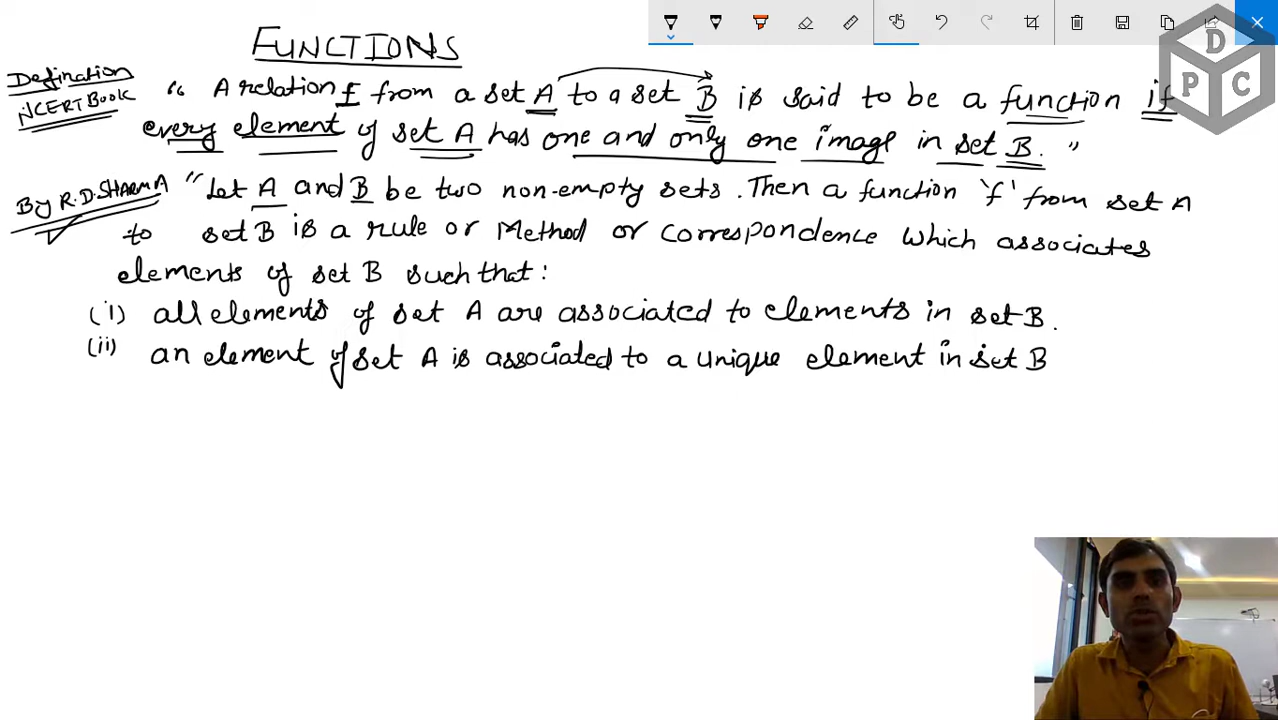 FUNCTIONS
Defination
NCERT Book
" A relation f from a set A to a set B is said to be a function if
every element of set A has one and only one image in set B. "
By R.D. SHARMA
"Let A and B be two non-empty sets. Then a function 'f' from set A
to set B is a rule or Method or correspondence which associates
elements of set B such that:
(i) all elements of set A are associated to elements in set B.
(ii) an element of set A is associated to a unique element in set B
D
P C